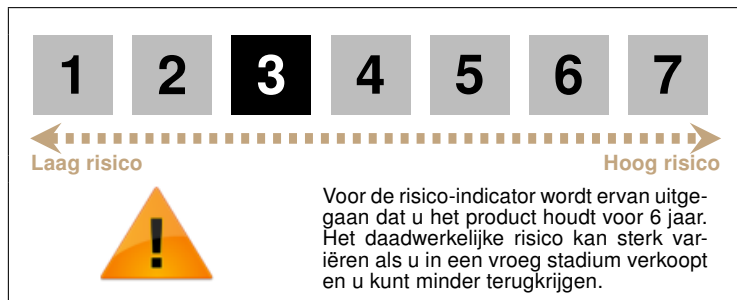 1 2 3 4 5 6 7
Laag risico Hoog risico
!
Voor de risico-indicator wordt ervan uitge-
gaan dat u het product houdt voor 6 jaar.
Het daadwerkelijke risico kan sterk var-
iëren als u in een vroeg stadium verkoopt
en u kunt minder terugkrijgen.